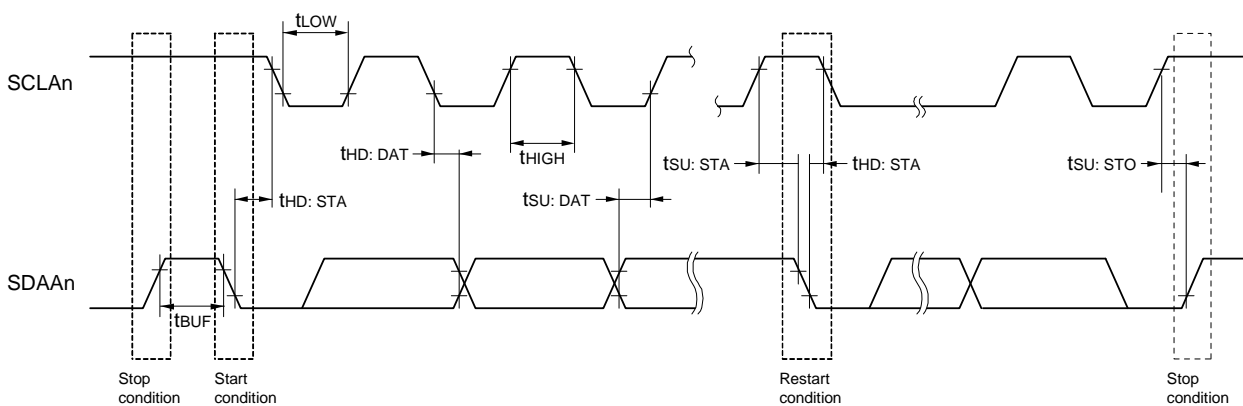 tLOW
SCLAn
tHD: DAT
tHIGH
tSU: STA
tHD: STA
tSU: STO
tHD: STA
tSU: DAT
SDAAn
tBUF
Stop
condition
Start
condition
Restart
condition
Stop
condition